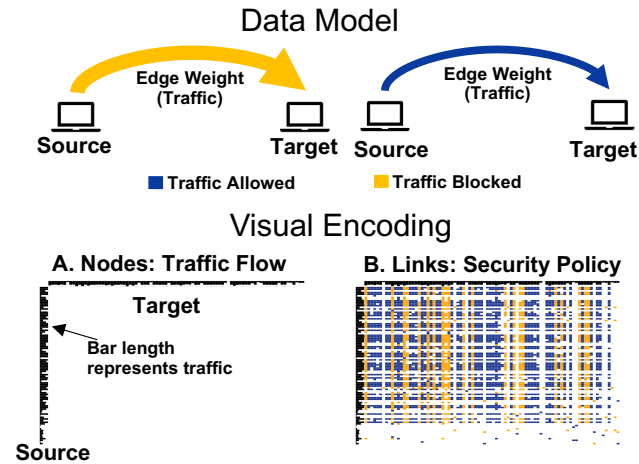 Data Model
Edge Weight
(Traffic)
Edge Weight
(Traffic)
Source
Target
Source
Target
Traffic Allowed
Traffic Blocked
Visual Encoding
A. Nodes: Traffic Flow
B. Links: Security Policy
Target
Bar length
represents traffic
Source